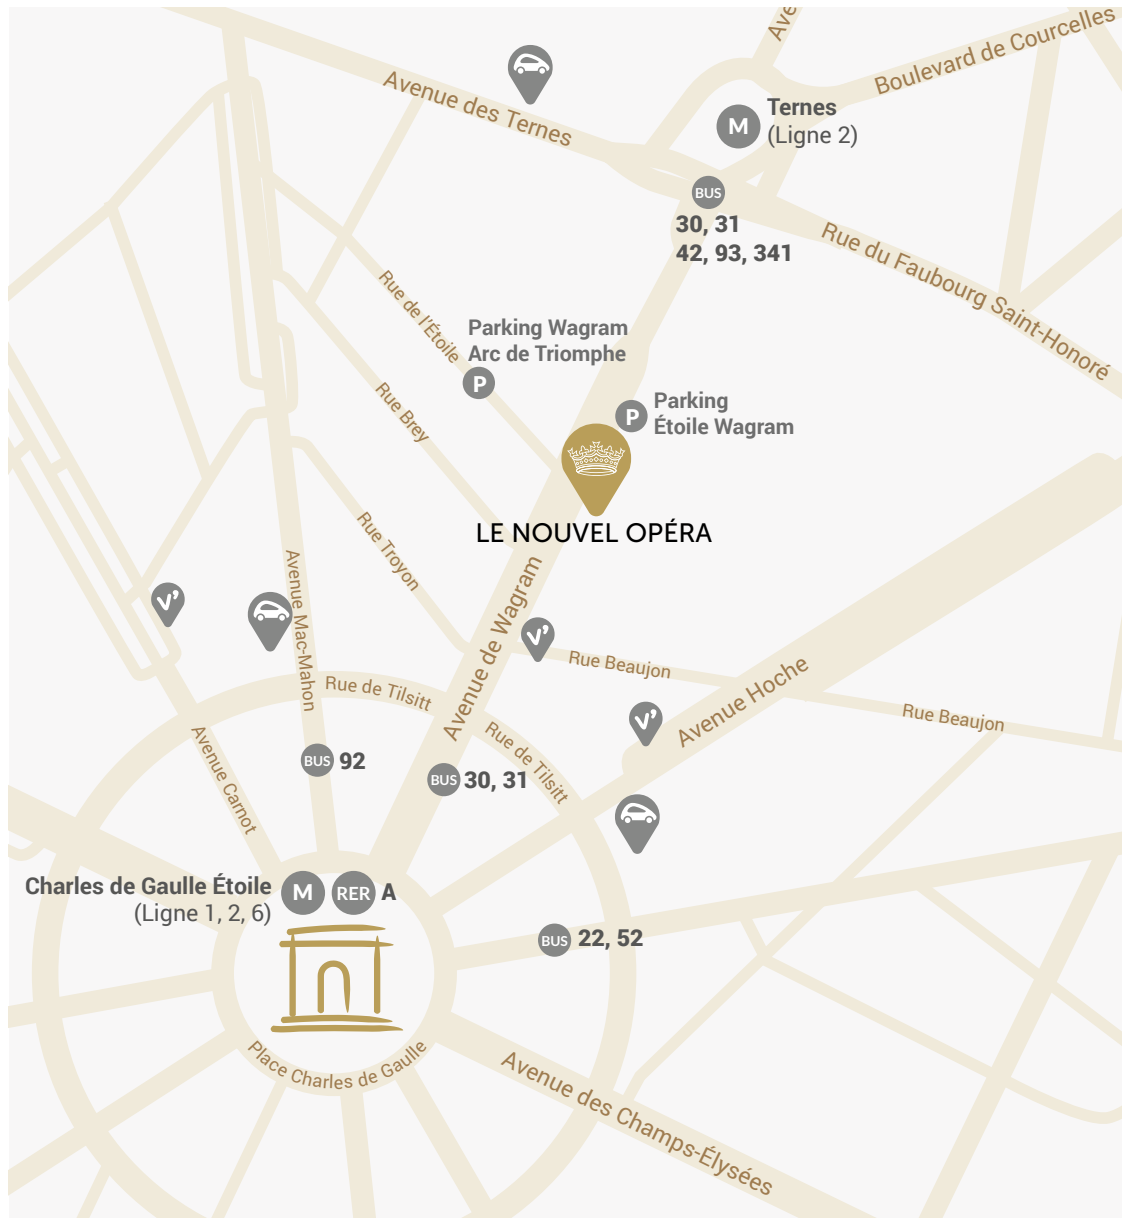 Ave
Boulevard de Courcelles
Avenue des Ternes
M
Ternes
(Ligne 2)
BUS
30, 31
42, 93, 341
Rue du Faubourg Saint-Honoré
Rue de l'Étoile
Parking Wagram
Arc de Triomphe
P
Rue Brey
P
Parking
Étoile Wagram
LE NOUVEL OPÉRA
Rue Troyon
Avenue Mac-Mahon
Avenue de Wagram
V'
V'
Rue Beaujon
Rue de Tilsitt
Avenue Hoche
V'
Rue Beaujon
Rue de Tilsitt
Avenue Carnot
BUS 92
BUS 30, 31
Charles de Gaulle Étoile
(Ligne 1, 2, 6)
M
RER A
BUS 22, 52
Place Charles de Gaulle
Avenue des Champs-Élysées